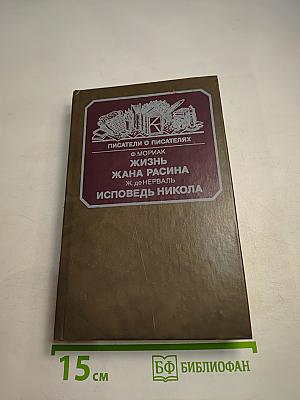 ПИСАТЕЛИ О ПИСАТЕЛЯХ
Ф. МОРИАК
ЖИЗНЬ
ЖАНА РАСИНА
Ж. де НЕРВАЛЬ
ИСПОВЕДЬ НИКОЛА
15 см
БФ БИБЛИОФАН